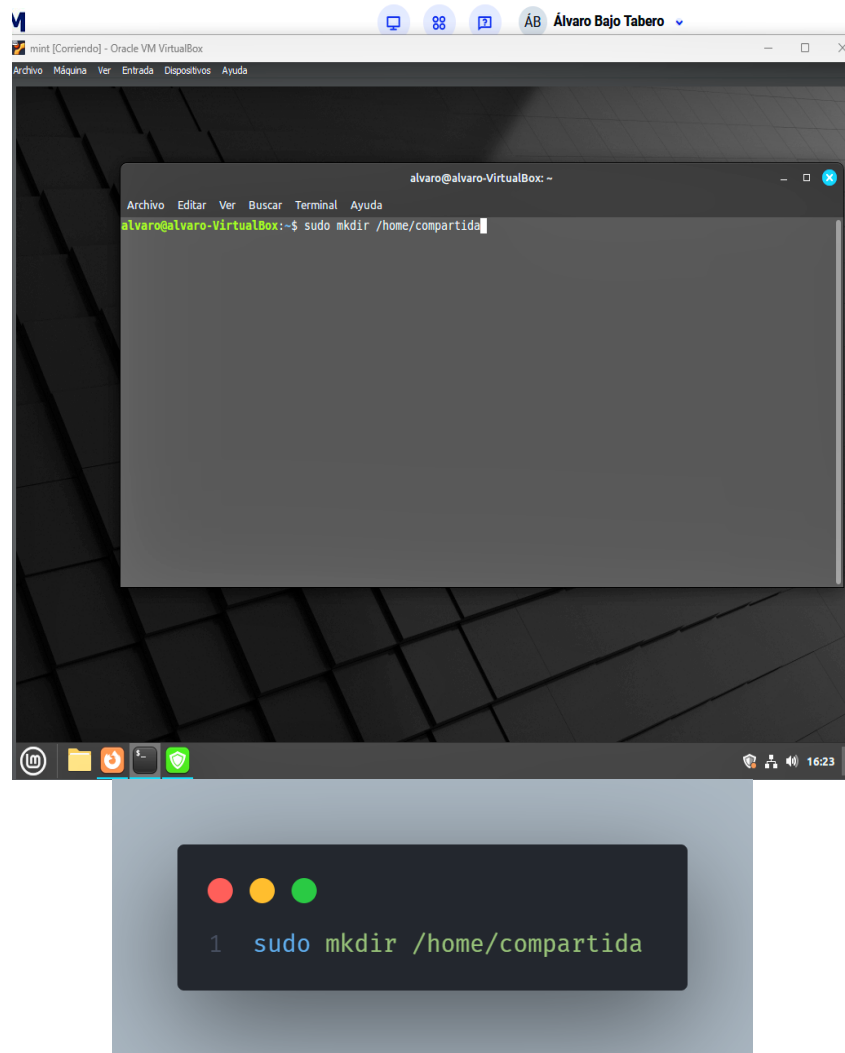 M
ÁB Álvaro Bajo Tabero
mint [Corriendo] - Oracle VM VirtualBox
Archivo Máquina Ver Entrada Dispositivos Ayuda
alvaro@alvaro-VirtualBox: ~
Archivo Editar Ver Buscar Terminal Ayuda
alvaro@alvaro-VirtualBox:~$ sudo mkdir /home/compartida
16:23
1 sudo mkdir /home/compartida